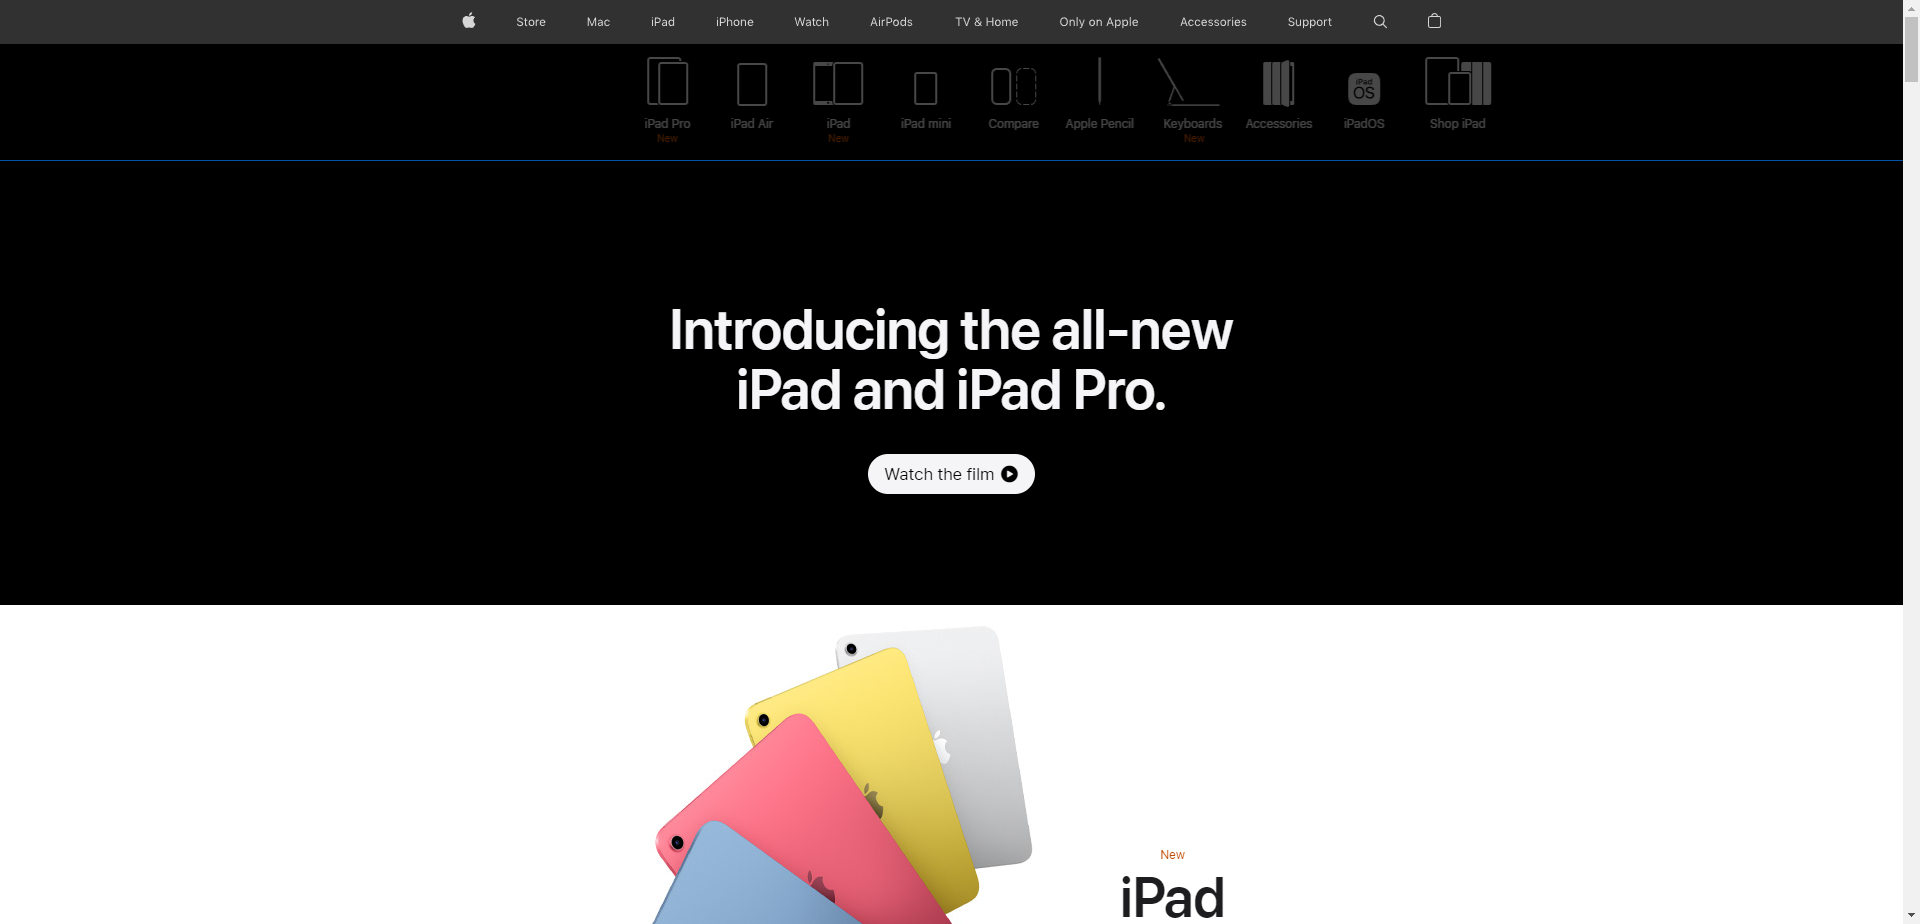 Store Mac iPad iPhone Watch AirPods TV & Home Only on Apple Accessories Support
iPad Pro iPad Air iPad iPad mini Compare Apple Pencil Keyboards Accessories iPadOS Shop iPad
New New New
iPad
OS
Introducing the all-new
iPad and iPad Pro.
Watch the film
New
iPad